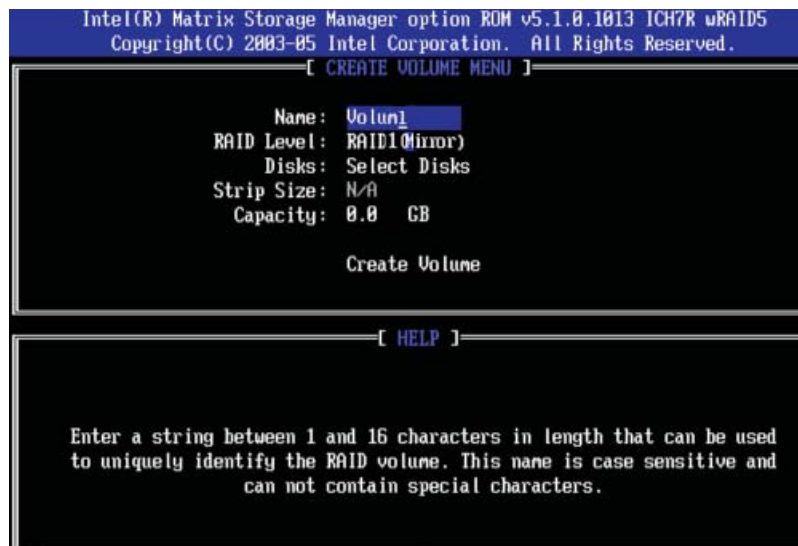 Intel(R) Matrix Storage Manager option ROM v5.1.0.1013 ICH7R wRAID5
Copyright(C) 2003-05 Intel Corporation. All Rights Reserved.
[ CREATE VOLUME MENU ]
Name: Volum1
RAID Level: RAID1(Mirror)
Disks: Select Disks
Strip Size: N/A
Capacity: 0.0 GB
Create Volume
[ HELP ]
Enter a string between 1 and 16 characters in length that can be used
to uniquely identify the RAID volume. This name is case sensitive and
can not contain special characters.